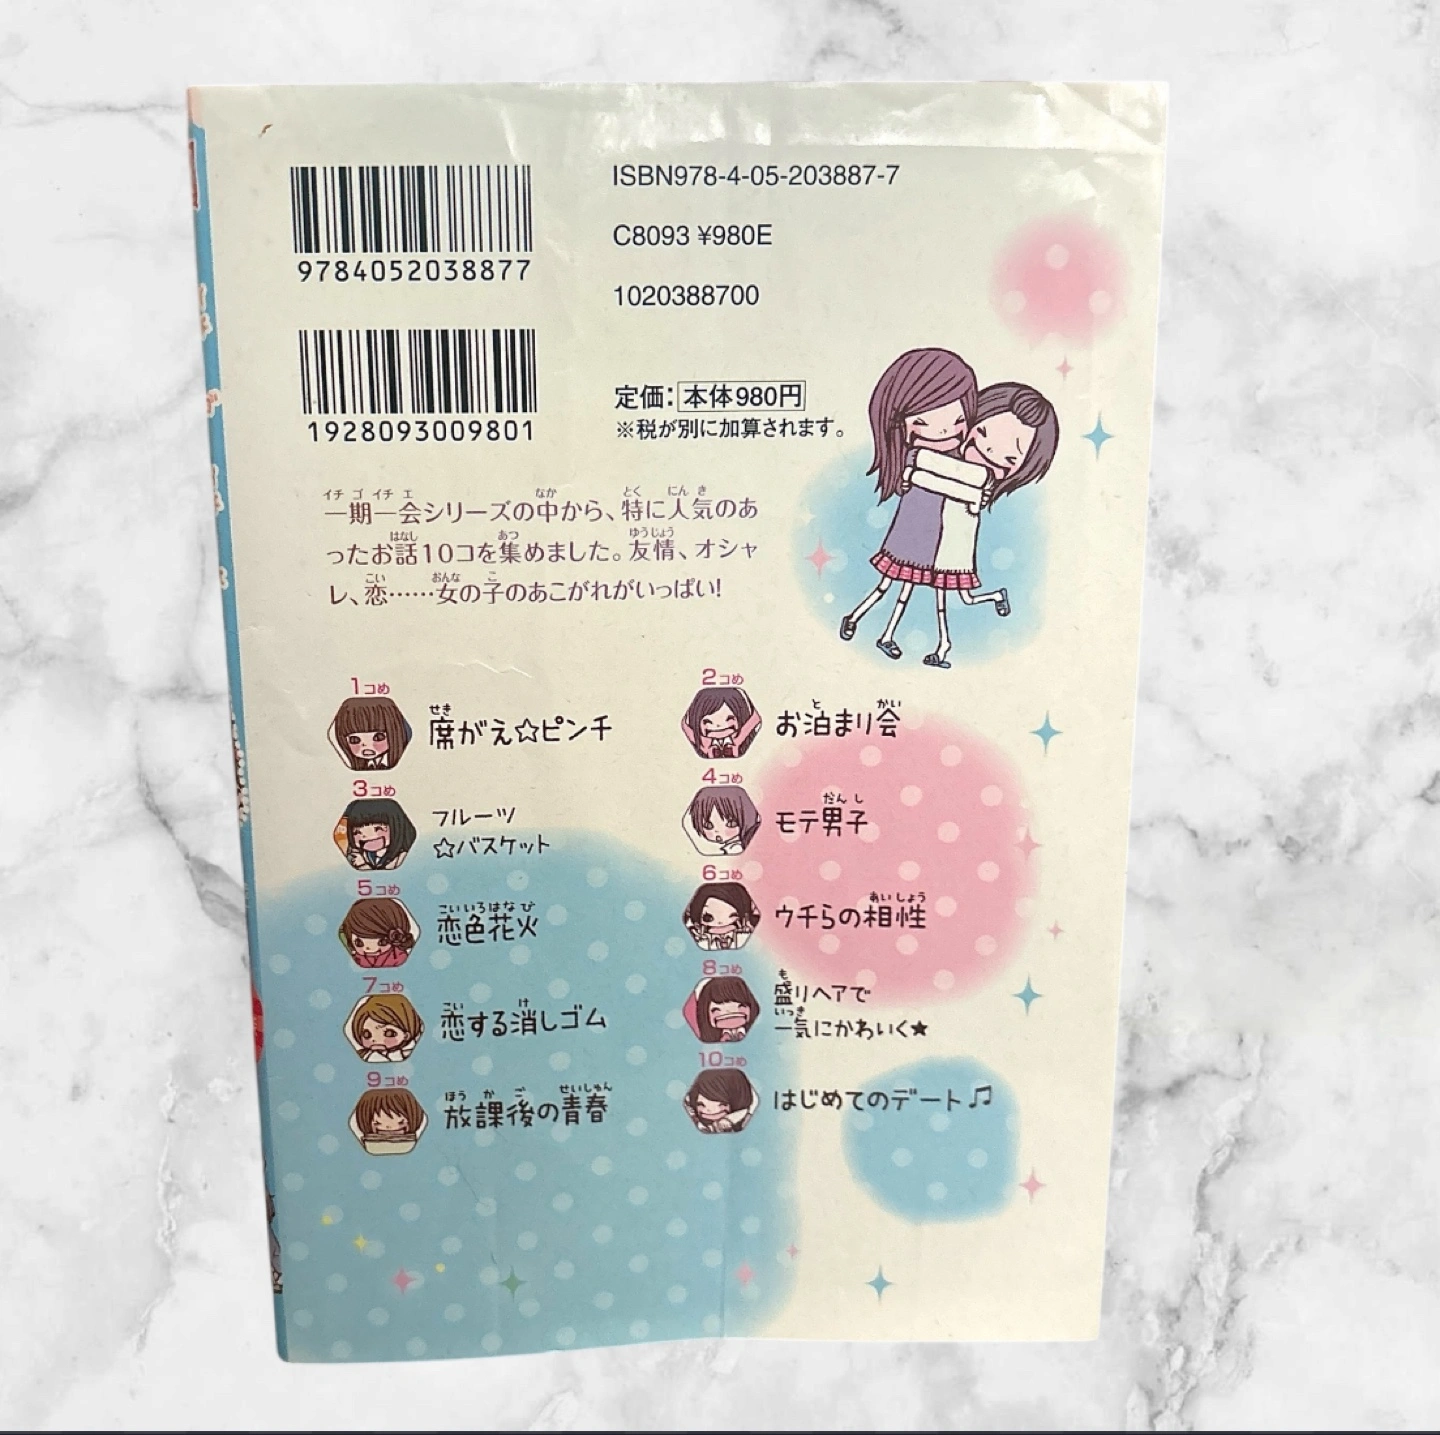 ISBN978-4-05-203887-7
9784052038877
C8093 ¥980E
1020388700
1928093009801
定価：本体980円
※税が別に加算されます。
一期一会シリーズの中から、特に人気のあ
ったお話10コを集めました。友情、オシャ
レ、恋……女の子のあこがれがいっぱい!
1コめ
席がえ☆ピンチ
2コめ
お泊まり会
3コめ
フルーツ
☆バスケット
4コめ
モテ男子
5コめ
恋色花火
6コめ
ウチらの相性
7コめ
恋する消しゴム
8コめ
盛りヘアで
一気にかわいく★
9コめ
放課後の青春
10コめ
はじめてのデート♫